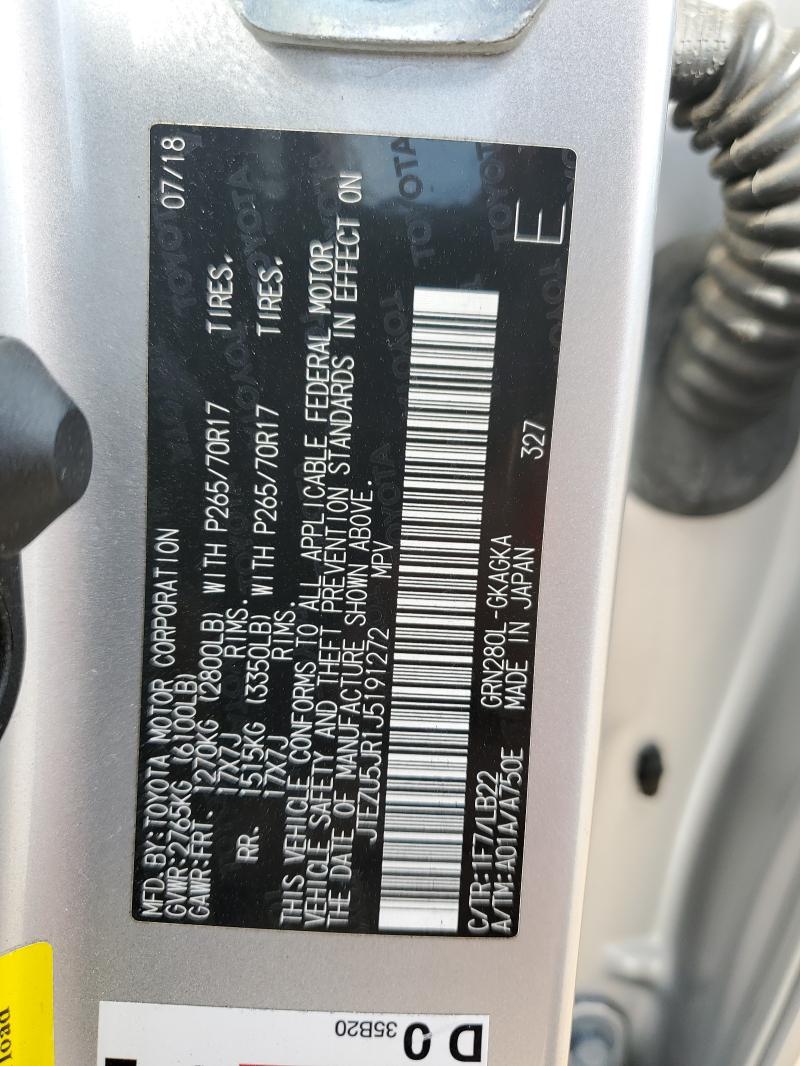 MFD.BY:TOYOTA MOTOR CORPORATION 07/18
GVWR:2765KG (6100LB)
GAWR:FRT. 1270KG (2800LB) WITH P265/70R17 TIRES,
17X7J RIMS.
RR. 1515KG (3350LB) WITH P265/70R17 TIRES,
17X7J RIMS.
THIS VEHICLE CONFORMS TO ALL APPLICABLE FEDERAL MOTOR
VEHICLE SAFETY AND THEFT PREVENTION STANDARDS IN EFFECT ON
THE DATE OF MANUFACTURE SHOWN ABOVE.
JTEZU5JR1J5191272 MPV
C/TR:1F7/LB22 GRN280L-GKAGKA
A/TM:A01A/A750E MADE IN JAPAN 327 E
TOYOTA
load
35B20
D 0